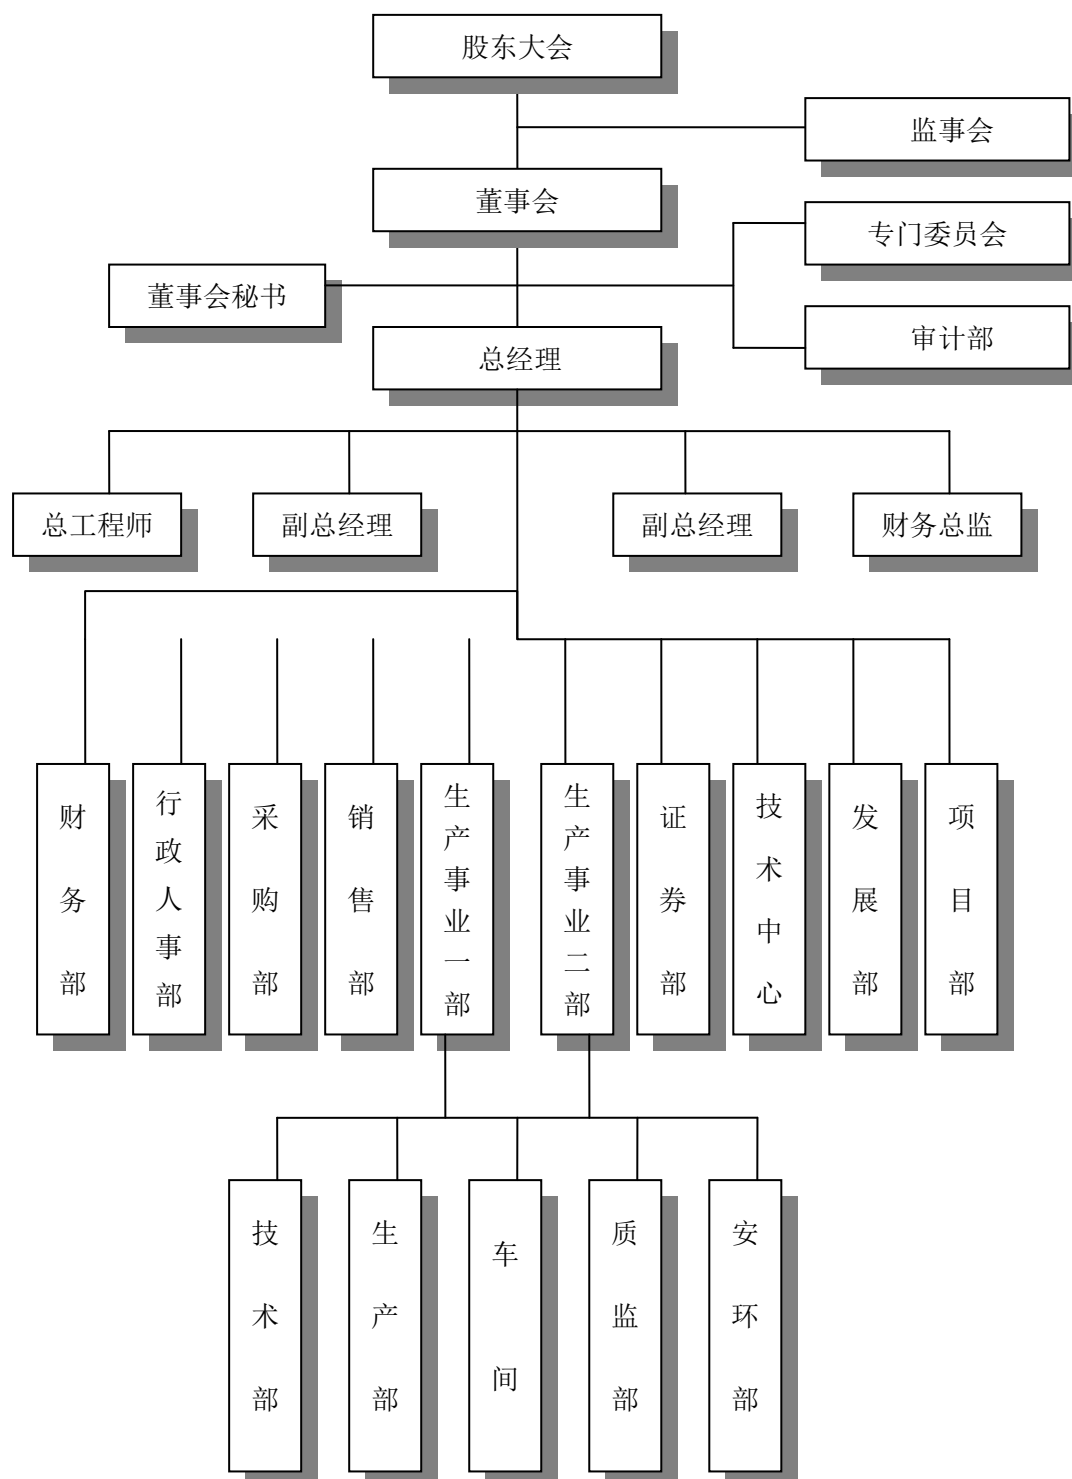 股东大会
监事会
董事会
专门委员会
董事会秘书
审计部
总经理
总工程师
副总经理
副总经理
财务总监
财务部
行政人事部
采购部
销售部
生产事业一部
生产事业二部
证券部
技术中心
发展部
项目部
技术部
生产部
车间
质监部
安环部